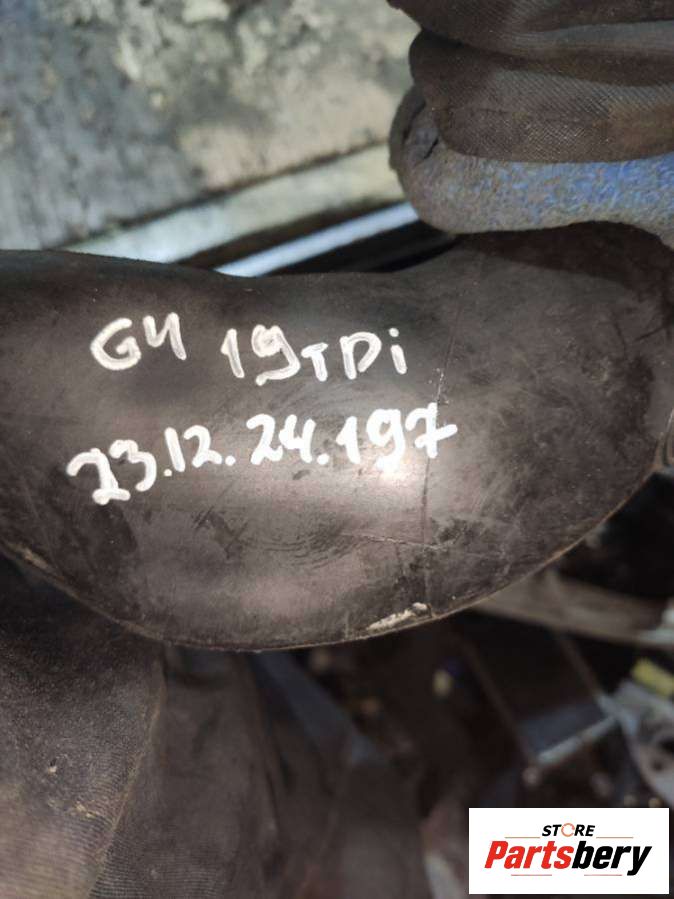 G4 19TDi
23.12.24.197
STORE
Partsbery